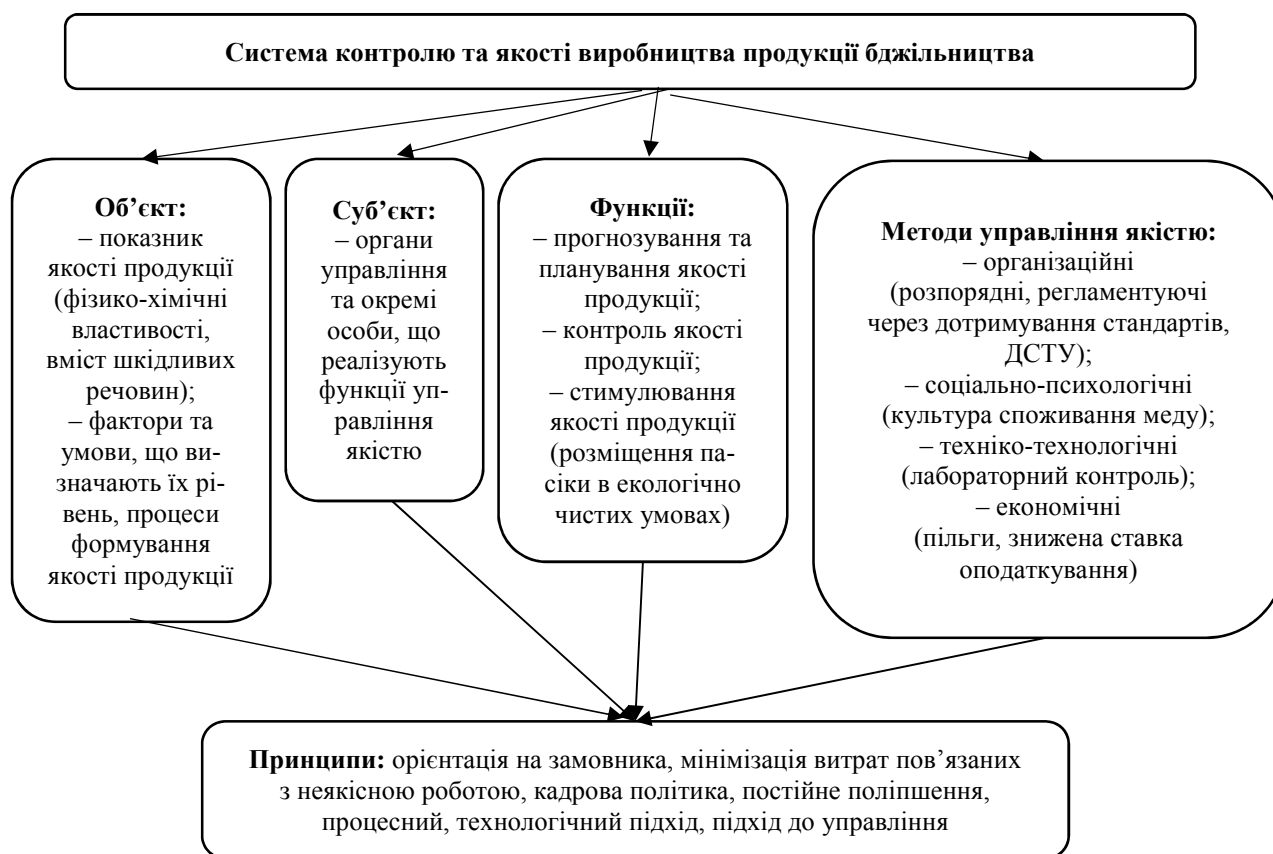 Система контролю та якості виробництва продукції бджільництва
Об’єкт:
– показник
якості продукції
(фізико-хімічні
властивості,
вміст шкідливих
речовин);
– фактори та
умови, що ви-
значають їх рі-
вень, процеси
формування
якості продукції
Суб’єкт:
– органи
управління
та окремі
особи, що
реалізують
функції уп-
равління
якістю
Функції:
– прогнозування та
планування якості
продукції;
– контроль якості
продукції;
– стимулювання
якості продукції
(розміщення па-
сіки в екологічно
чистих умовах)
Методи управління якістю:
– організаційні
(розпорядні, регламентуючі
через дотримування стандартів,
ДСТУ);
– соціально-психологічні
(культура споживання меду);
– техніко-технологічні
(лабораторний контроль);
– економічні
(пільги, знижена ставка
оподаткування)
Принципи: орієнтація на замовника, мінімізація витрат пов’язаних
з неякісною роботою, кадрова політика, постійне поліпшення,
процесний, технологічний підхід, підхід до управління